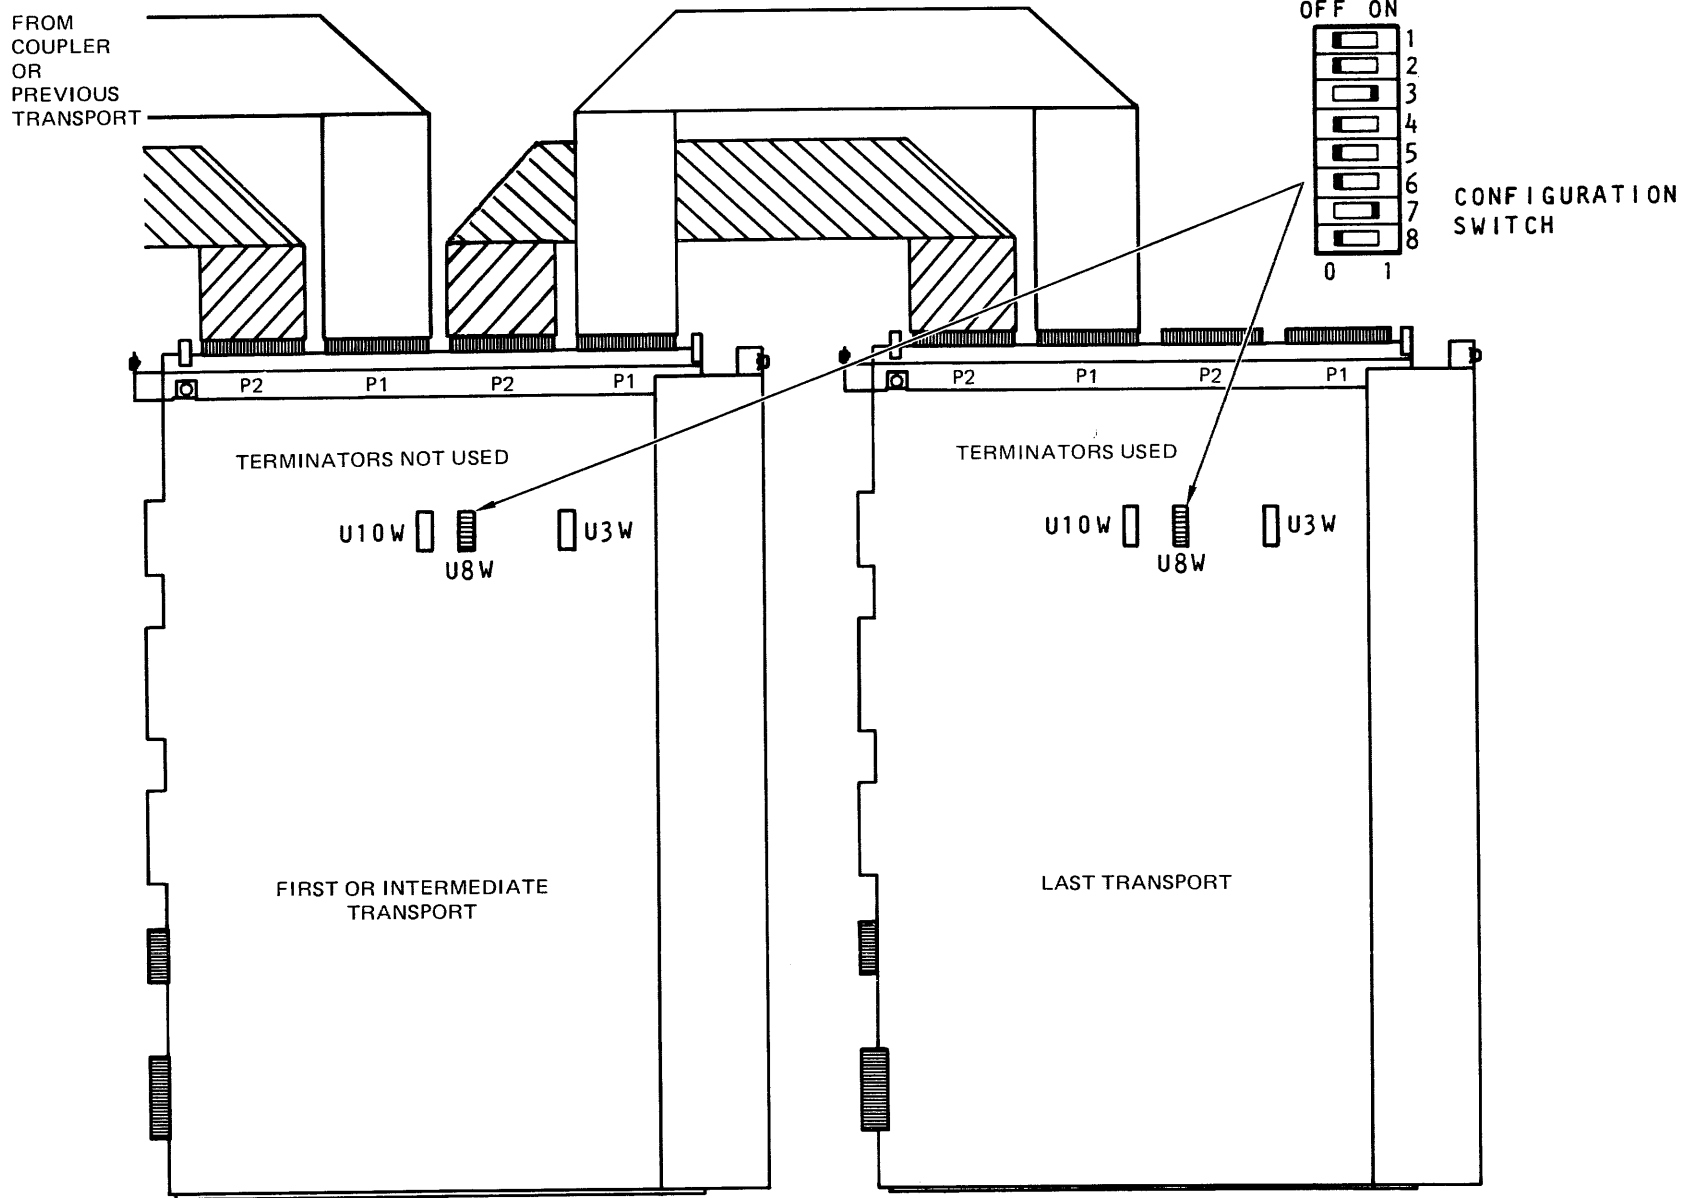 FROM
COUPLER
OR
PREVIOUS
TRANSPORT
OFF ON
1
2
3
4
5
6
7
8
0 1
CONFIGURATION
SWITCH
P2 P1 P2 P1
TERMINATORS NOT USED
U10W
U8W
U3W
FIRST OR INTERMEDIATE
TRANSPORT
P2 P1 P2 P1
TERMINATORS USED
U10W
U8W
U3W
LAST TRANSPORT